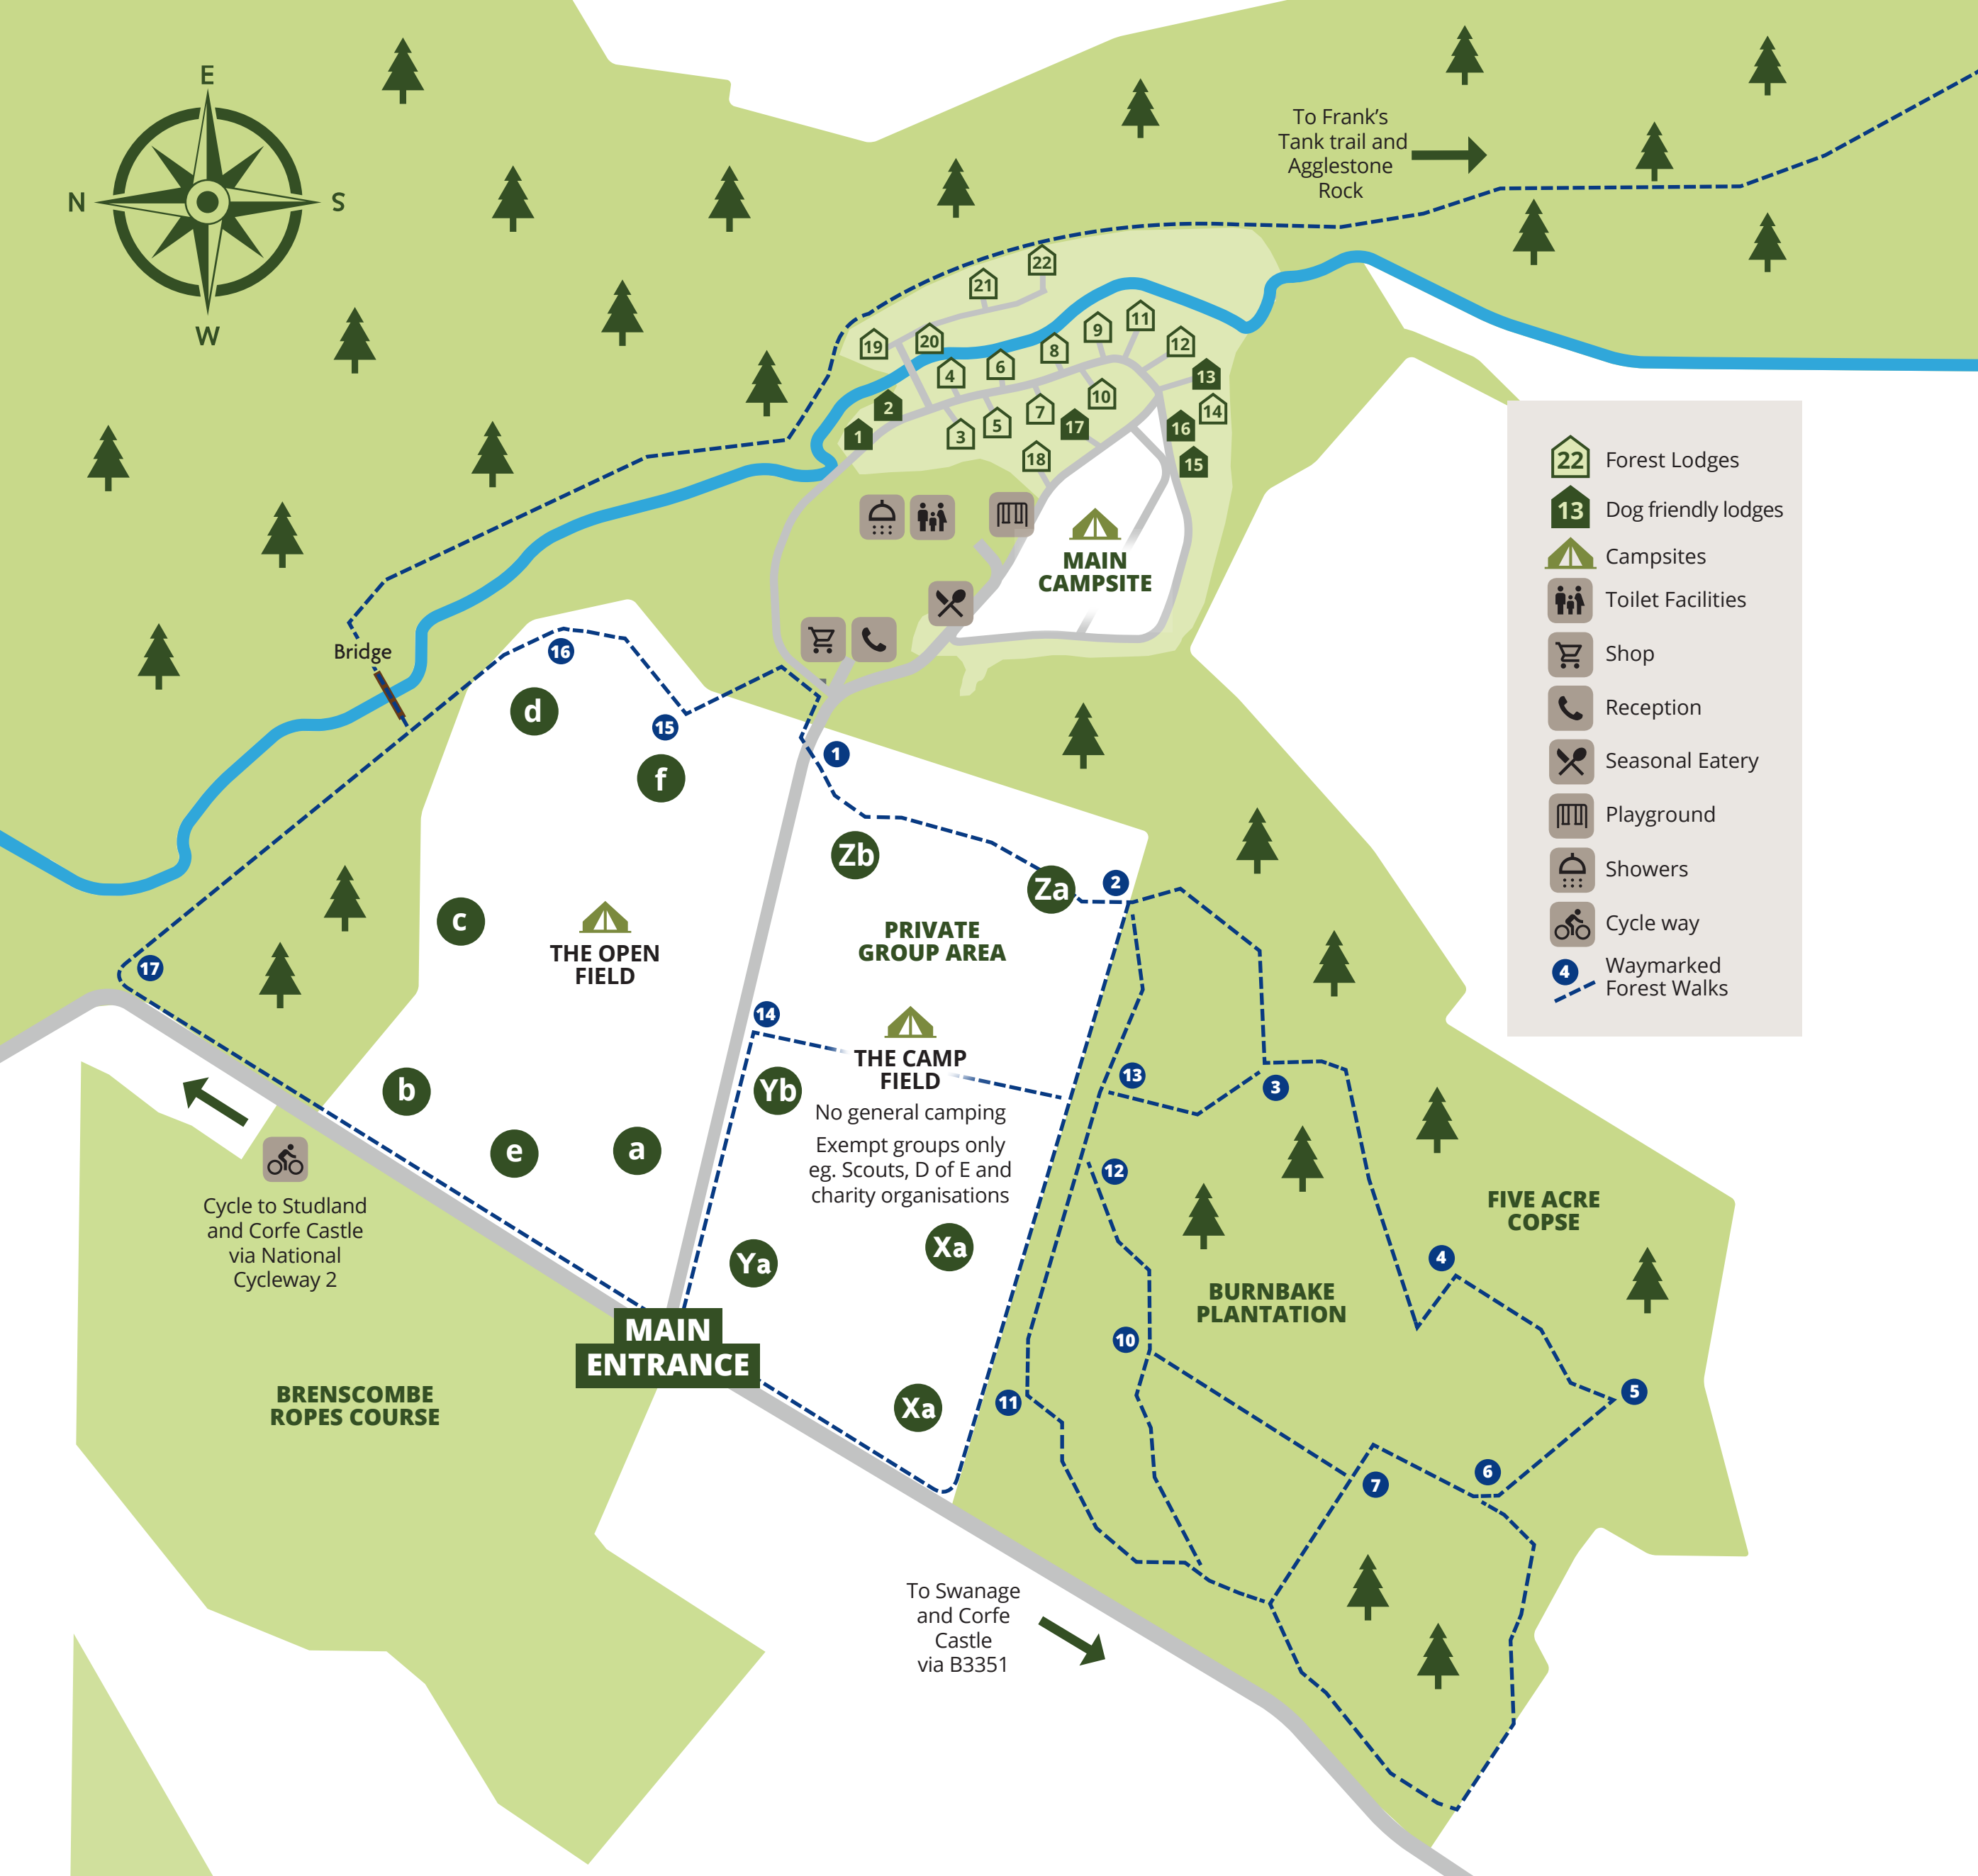 E
N
S
W
To Frank's
Tank trail and
Agglestone
Rock
22
21
19
20
11
9
12
8
6
4
13
2
10
14
7
5
17
16
1
3
18
15
MAIN
CAMPSITE
22 Forest Lodges
13 Dog friendly lodges
Campsites
Toilet Facilities
Shop
Reception
Seasonal Eatery
Playground
Showers
Cycle way
4 Waymarked
Forest Walks
Bridge
16
d
15
f
1
Zb
Za
2
c
THE OPEN
FIELD
PRIVATE
GROUP AREA
17
14
THE CAMP
FIELD
No general camping
Exempt groups only
eg. Scouts, D of E and
charity organisations
Yb
13
3
b
e
a
12
Cycle to Studland
and Corfe Castle
via National
Cycleway 2
Ya
Xa
FIVE ACRE
COPSE
4
BURNBAKE
PLANTATION
MAIN
ENTRANCE
10
5
BRENSCOMBE
ROPES COURSE
Xa
11
6
7
To Swanage
and Corfe
Castle
via B3351